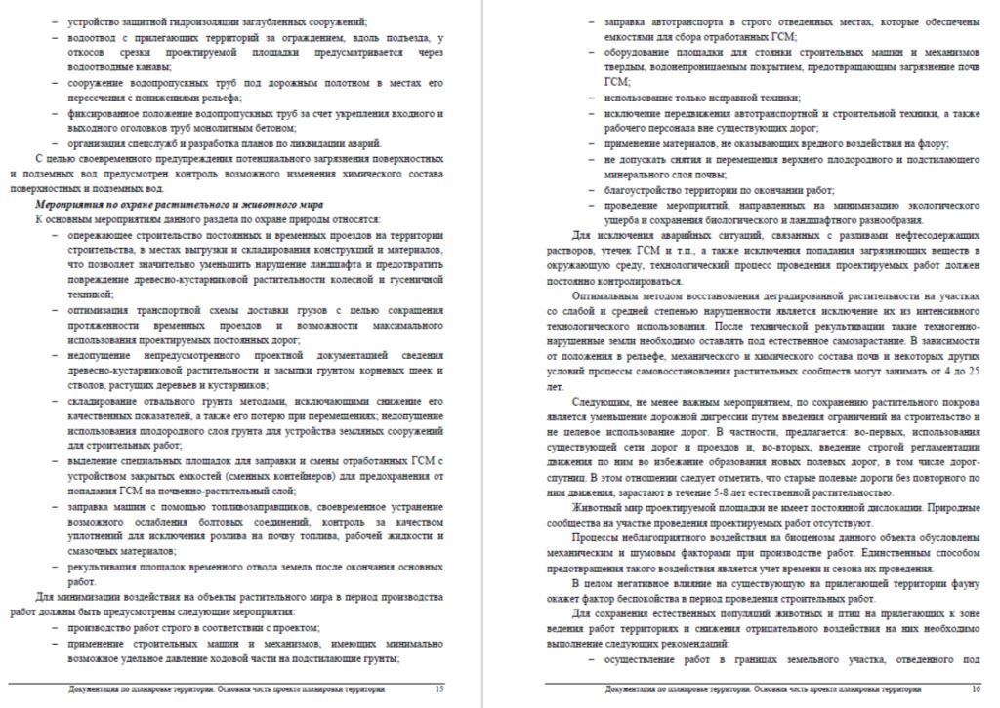 – устройство защитной гидроизоляции заглубленных сооружений;
– водоотвод с прилегающих территорий за ограждением, вдоль подъезда, у
откосов срезки проектируемой площадки предусматривается через
водоотводные канавы;
– сооружение водопропускных труб под дорожным полотном в местах его
пересечения с понижениями рельефа;
– фиксированное положение водопропускных труб за счет укрепления входного и
выходного оголовков труб монолитным бетоном;
– организация спецслужб и разработка планов по ликвидации аварий.
С целью своевременного предупреждения потенциального загрязнения поверхностных
и подземных вод предусмотрен контроль возможного изменения химического состава
поверхностных и подземных вод.
Мероприятия по охране растительного и животного мира
К основным мероприятиям данного раздела по охране природы относятся:
– опережающее строительство постоянных и временных проездов на территории
строительства, в местах выгрузки и складирования конструкций и материалов,
что позволяет значительно уменьшить нарушение ландшафта и предотвратить
повреждение древесно-кустарниковой растительности колесной и гусеничной
техникой;
– оптимизация транспортной схемы доставки грузов с целью сокращения
протяженности временных проездов и возможности максимального
использования проектируемых постоянных дорог;
– недопущение непредусмотренного проектной документацией сведения
древесно-кустарниковой растительности и засыпки грунтом корневых шеек и
стволов, растущих деревьев и кустарников;
– складирование отвального грунта методами, исключающими снижение его
качественных показателей, а также его потерю при перемещениях; недопущение
использования плодородного слоя грунта для устройства земляных сооружений
для строительных работ;
– выделение специальных площадок для заправки и смены отработанных ГСМ с
устройством закрытых емкостей (сменных контейнеров) для предохранения от
попадания ГСМ на почвенно-растительный слой;
– заправка машин с помощью топливозаправщиков, своевременное устранение
возможного ослабления болтовых соединений, контроль за качеством
уплотнений для исключения розлива на почву топлива, рабочей жидкости и
смазочных материалов;
– рекультивация площадок временного отвода земель после окончания основных
работ.
Для минимизации воздействия на объекты растительного мира в период производства
работ должны быть предусмотрены следующие мероприятия:
– производство работ строго в соответствии с проектом;
– применение строительных машин и механизмов, имеющих минимально
возможное удельное давление ходовой части на подстилающие грунты;
Документация по планировке территории. Основная часть проекта планировки территории 15
– заправка автотранспорта в строго отведенных местах, которые обеспечены
емкостями для сбора отработанных ГСМ;
– оборудование площадки для стоянки строительных машин и механизмов
твердым, водонепроницаемым покрытием, предотвращающим загрязнение почв
ГСМ;
– использование только исправной техники;
– исключение передвижения автотранспортной и строительной техники, а также
рабочего персонала вне существующих дорог;
– применение материалов, не оказывающих вредного воздействия на флору;
– не допускать снятия и перемещения верхнего плодородного и подстилающего
минерального слоя почвы;
– благоустройство территории по окончании работ;
– проведение мероприятий, направленных на минимизацию экологического
ущерба и сохранения биологического и ландшафтного разнообразия.
Для исключения аварийных ситуаций, связанных с разливами нефтесодержащих
растворов, утечек ГСМ и т.п., а также исключения попадания загрязняющих веществ в
окружающую среду, технологический процесс проведения проектируемых работ должен
постоянно контролироваться.
Оптимальным методом восстановления деградированной растительности на участках
со слабой и средней степенью нарушенности является исключение их из интенсивного
технологического использования. После технической рекультивации такие техногенно-
нарушенные земли необходимо оставлять под естественное самозарастание. В зависимости
от положения в рельефе, механического и химического состава почв и некоторых других
условий процессы самовосстановления растительных сообществ могут занимать от 4 до 25
лет.
Следующим, не менее важным мероприятием, по сохранению растительного покрова
является уменьшение дорожной дигрессии путем введения ограничений на строительство и
не целевое использование дорог. В частности, предлагается: во-первых, использования
существующей сети дорог и проездов и, во-вторых, введение строгой регламентации
движения по ним во избежание образования новых полевых дорог, в том числе дорог-
спутниц. В этом отношении следует отметить, что старые полевые дороги без повторного по
ним движения, зарастают в течение 5-8 лет естественной растительностью.
Животный мир проектируемой площадки не имеет постоянной дислокации. Природные
сообщества на участке проведения проектируемых работ отсутствуют.
Процессы неблагоприятного воздействия на биоценозы данного объекта обусловлены
механическим и шумовым факторами при производстве работ. Единственным способом
предотвращения такого воздействия является учет времени и сезона их проведения.
В целом негативное влияние на существующую на прилегающей территории фауну
окажет фактор беспокойства в период проведения строительных работ.
Для сохранения естественных популяций животных и птиц на прилегающих к зоне
ведения работ территориях и снижения отрицательного воздействия на них необходимо
выполнение следующих рекомендаций:
– осуществление работ в границах земельного участка, отведенного под
Документация по планировке территории. Основная часть проекта планировки территории 16